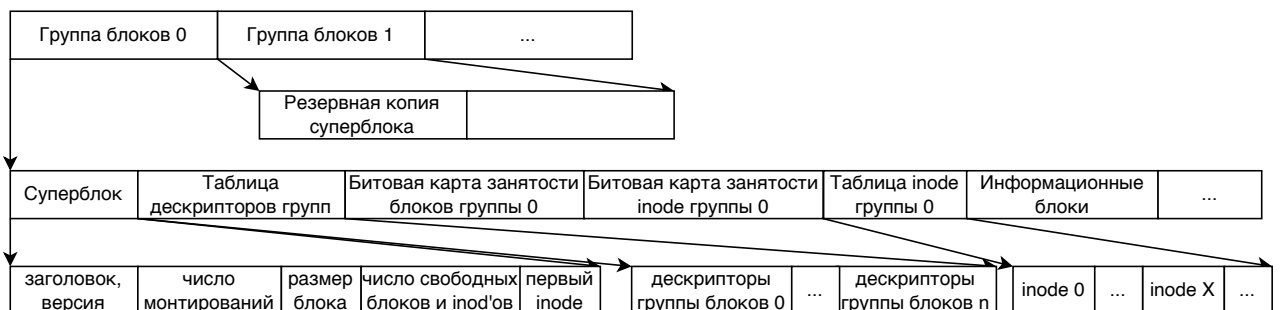 Группа блоков 0
Группа блоков 1
...
Резервная копия
суперблока
Суперблок
Таблица
дескрипторов групп
Битовая карта занятости
блоков группы 0
Битовая карта занятости
inode группы 0
Таблица inode
группы 0
Информационные
блоки
...
заголовок,
версия
число
монтирований
размер
блока
число свободных
блоков и inod'ов
первый
inode
дескрипторы
группы блоков 0
...
дескрипторы
группы блоков n
inode 0
...
inode X
...